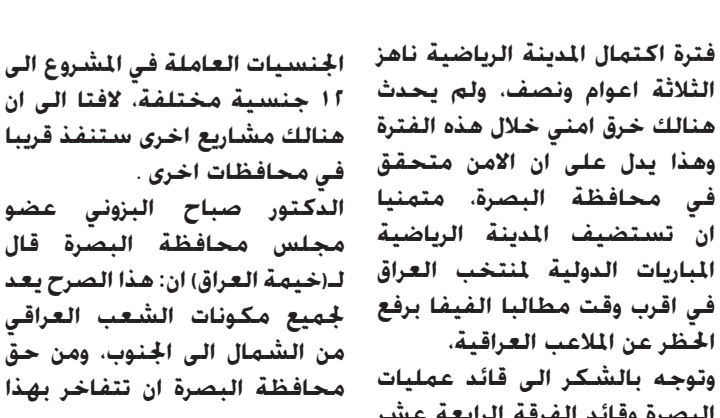 فترة اكتمال المدينة الرياضية ناهز
الثلاثة اعوام ونصف، ولم يحدث
هنالك خرق امني خلال هذه الفترة
وهذا يدل على ان الامن متحقق
في محافظة البصرة، متمنيا
ان تستضيف المدينة الرياضية
المباريات الدولية لمنتخب العراق
في اقرب وقت مطالبا الفيفا برفع
الحظر عن الملاعب العراقية،
وتوجه بالشكر الى قائد عمليات
البصرة وقائد الفرقة الرابعة عشر
الجنسيات العاملة في المشروع الى
١٢ جنسية مختلفة، لافتا الى ان
هنالك مشاريع اخرى ستنفذ قريبا
في محافظات اخرى .
الدكتور صباح البزوني عضو
مجلس محافظة البصرة قال
لـ(خيمة العراق) ان: هذا الصرح يعد
لجميع مكونات الشعب العراقي
من الشمال الى الجنوب، ومن حق
محافظة البصرة ان تتفاخر بهذا